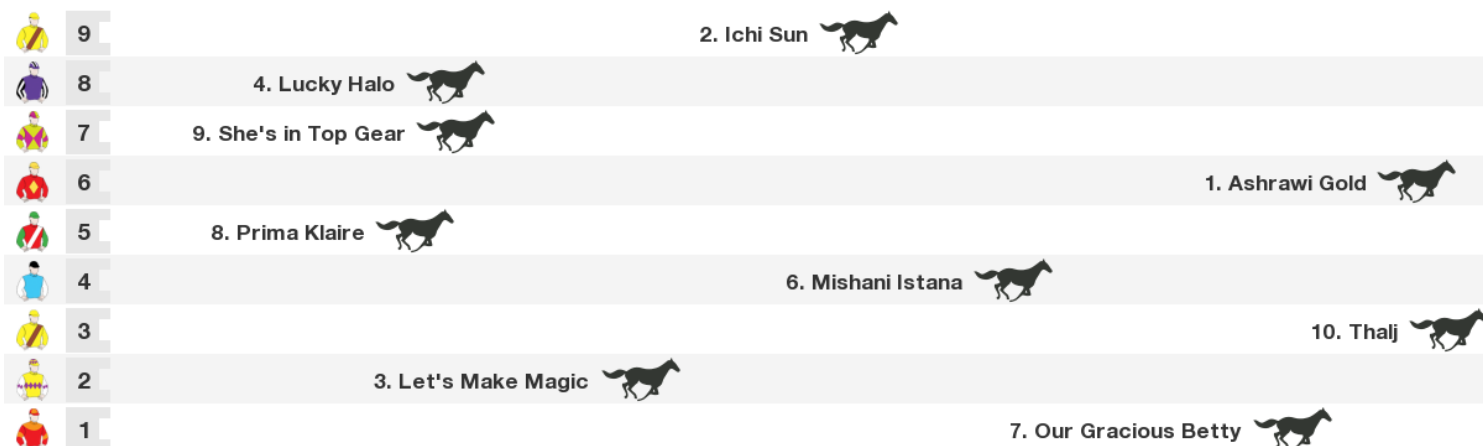 9 2. Ichi Sun
8 4. Lucky Halo
7 9. She's in Top Gear
6 1. Ashrawi Gold
5 8. Prima Klaire
4 6. Mishani Istana
3 10. Thalj
2 3. Let's Make Magic
1 7. Our Gracious Betty